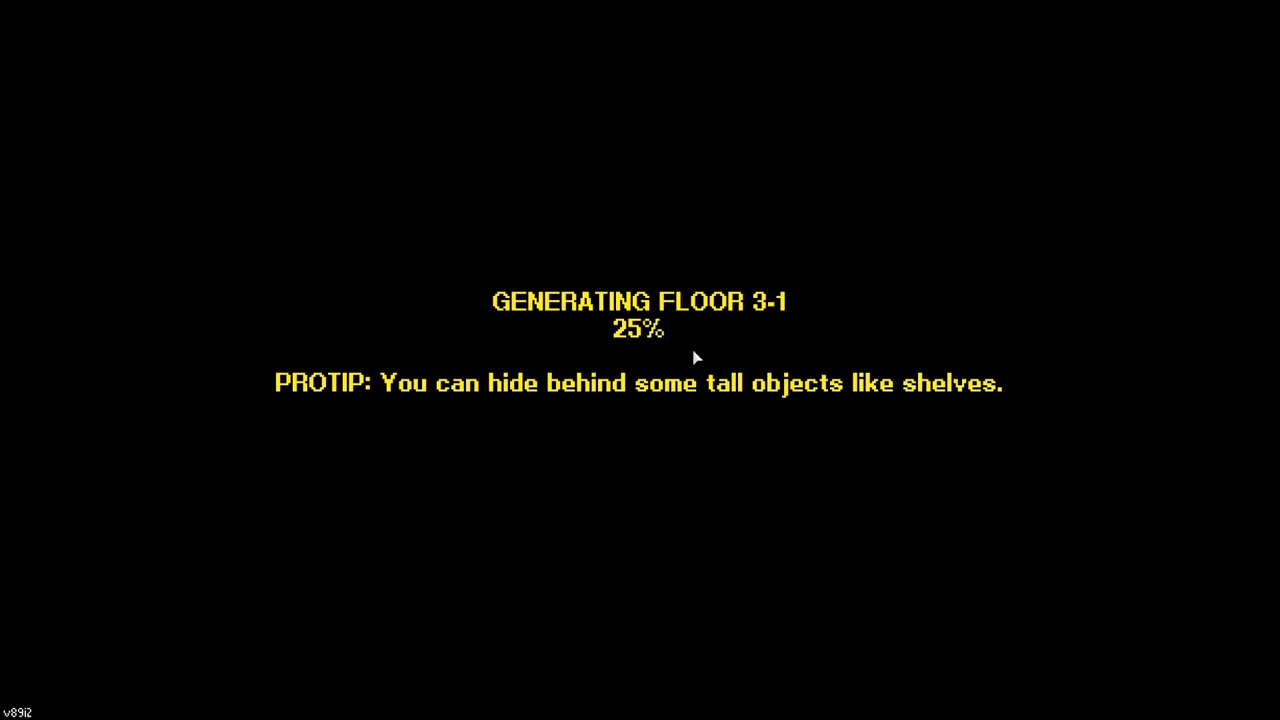 GENERATING FLOOR 3-1
25%
PROTIP: You can hide behind some tall objects like shelves.
v89i2